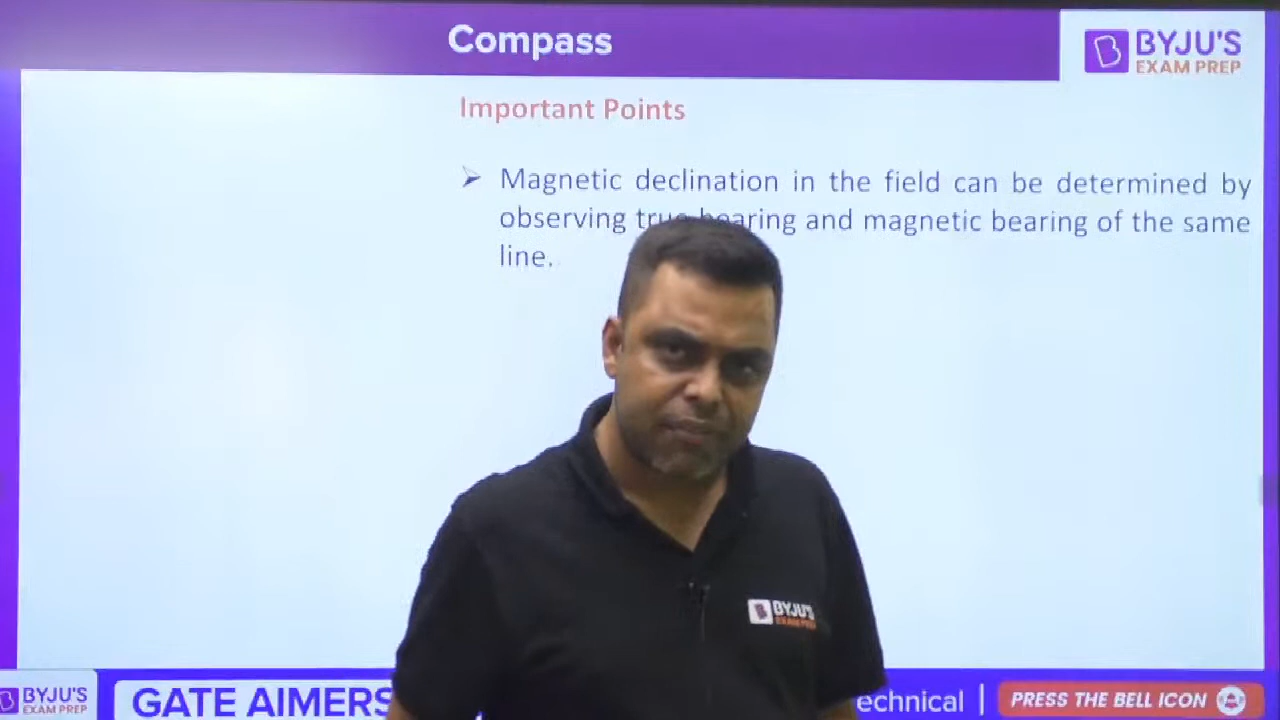 Compass
BYJU'S
EXAM PREP
Important Points
➤ Magnetic declination in the field can be determined by
observing true bearing and magnetic bearing of the same
line.
BYJU'S
EXAM PREP
BYJU'S
EXAM PREP
GATE AIMERS
echnical | PRESS THE BELL ICON